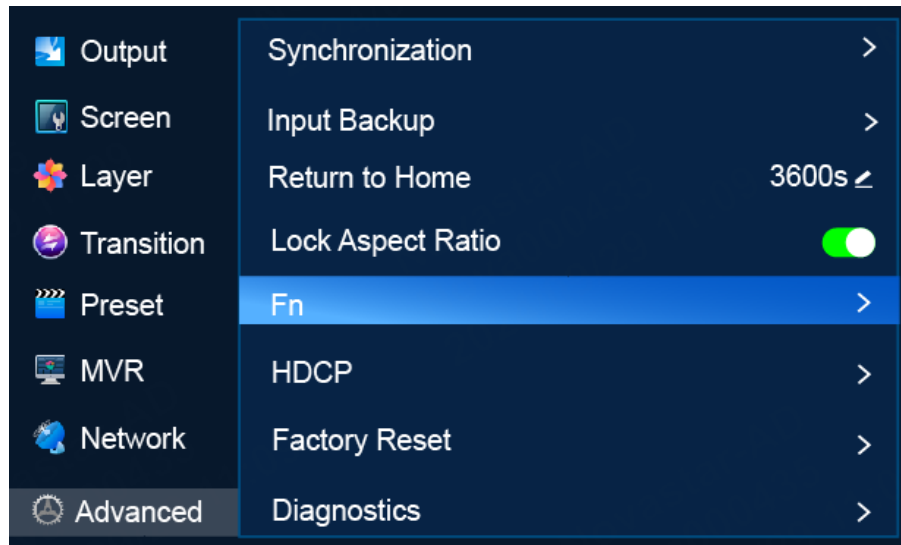 Output
Screen
Layer
Transition
Preset
MVR
Network
Advanced
Synchronization >
Input Backup >
Return to Home 3600s
Lock Aspect Ratio
Fn >
HDCP >
Factory Reset >
Diagnostics >